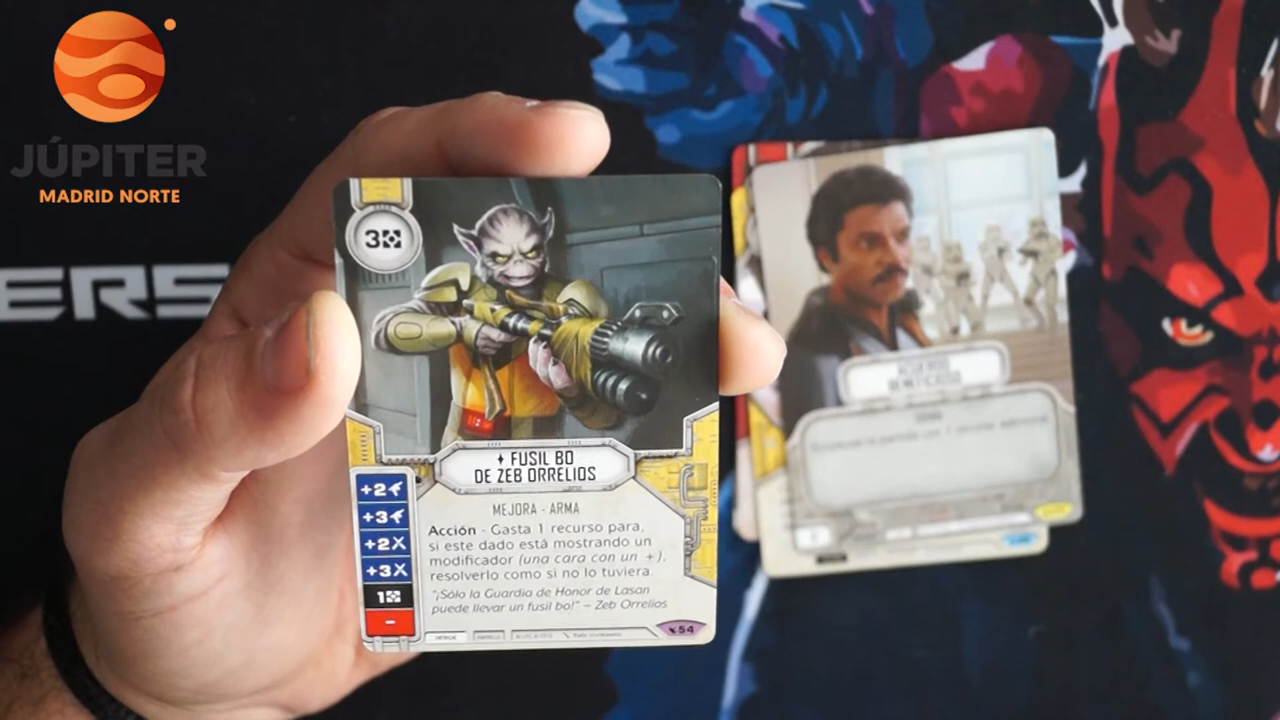 JÚPITER
MADRID NORTE
ERS
3
FUSIL BO
DE ZEB ORRELIOS
MEJORA - ARMA
+2
+3
+2
+3
1
-
Acción - Gasta 1 recurso para,
si este dado está mostrando un
modificador (una cara con un +),
resolverlo como si no lo tuviera.
"¡Sólo la Guardia de Honor de Lasan
puede llevar un fusil bo!" – Zeb Orrelios
54